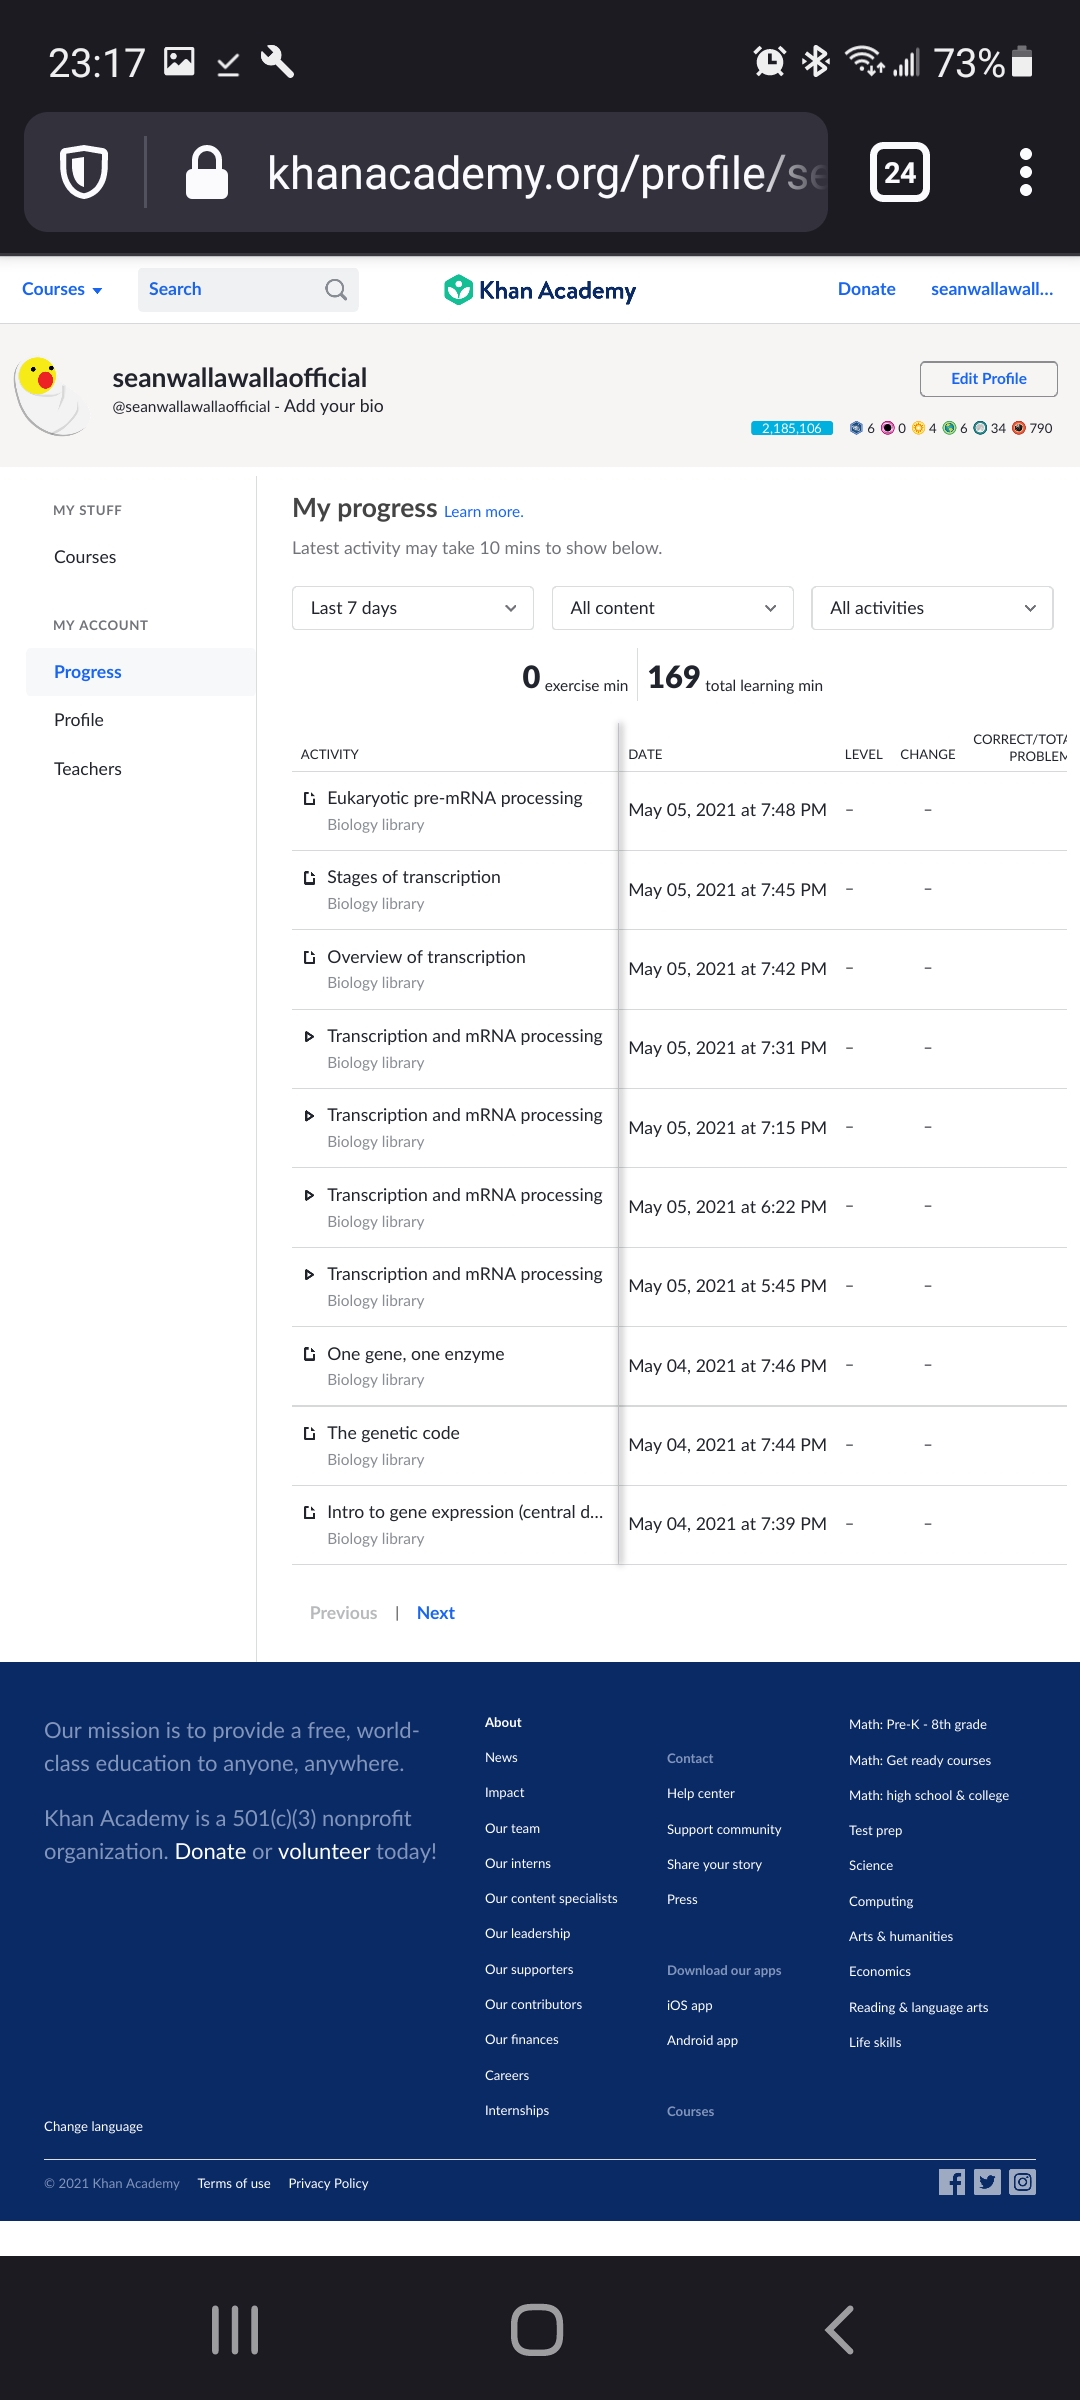 23:17
73%
khanacademy.org/profile/se
24
Courses
Search
Khan Academy
Donate
seanwallawall...
seanwallawallaofficial
@seanwallawallaofficial - Add your bio
Edit Profile
2,185,106 6 0 4 6 34 790
MY STUFF
Courses
MY ACCOUNT
Progress
Profile
Teachers
My progress Learn more.
Latest activity may take 10 mins to show below.
Last 7 days
All content
All activities
0 exercise min
169 total learning min
ACTIVITY DATE LEVEL CHANGE CORRECT/TOTA
PROBLEM
Eukaryotic pre-mRNA processing
Biology library
May 05, 2021 at 7:48 PM – –
Stages of transcription
Biology library
May 05, 2021 at 7:45 PM – –
Overview of transcription
Biology library
May 05, 2021 at 7:42 PM – –
Transcription and mRNA processing
Biology library
May 05, 2021 at 7:31 PM – –
Transcription and mRNA processing
Biology library
May 05, 2021 at 7:15 PM – –
Transcription and mRNA processing
Biology library
May 05, 2021 at 6:22 PM – –
Transcription and mRNA processing
Biology library
May 05, 2021 at 5:45 PM – –
One gene, one enzyme
Biology library
May 04, 2021 at 7:46 PM – –
The genetic code
Biology library
May 04, 2021 at 7:44 PM – –
Intro to gene expression (central d...
Biology library
May 04, 2021 at 7:39 PM – –
Previous | Next
Our mission is to provide a free, world-
class education to anyone, anywhere.
Khan Academy is a 501(c)(3) nonprofit
organization. Donate or volunteer today!
Change language
About
News
Impact
Our team
Our interns
Our content specialists
Our leadership
Our supporters
Our contributors
Our finances
Careers
Internships
Contact
Help center
Support community
Share your story
Press
Download our apps
iOS app
Android app
Courses
Math: Pre-K - 8th grade
Math: Get ready courses
Math: high school & college
Test prep
Science
Computing
Arts & humanities
Economics
Reading & language arts
Life skills
© 2021 Khan Academy Terms of use Privacy Policy